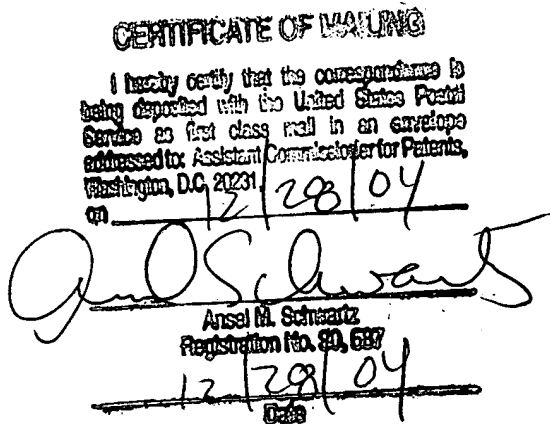 CERTIFICATE OF MAILING
I hereby certify that the correspondence is
being deposited with the United States Postal
Service as first class mail in an envelope
addressed to: Assistant Commissioner for Patents,
Washington, D.C. 20231
on 12/28/04
Ansel M. Schwartz
Ansel M. Schwartz
Registration No. 30,587
12/28/04
Date